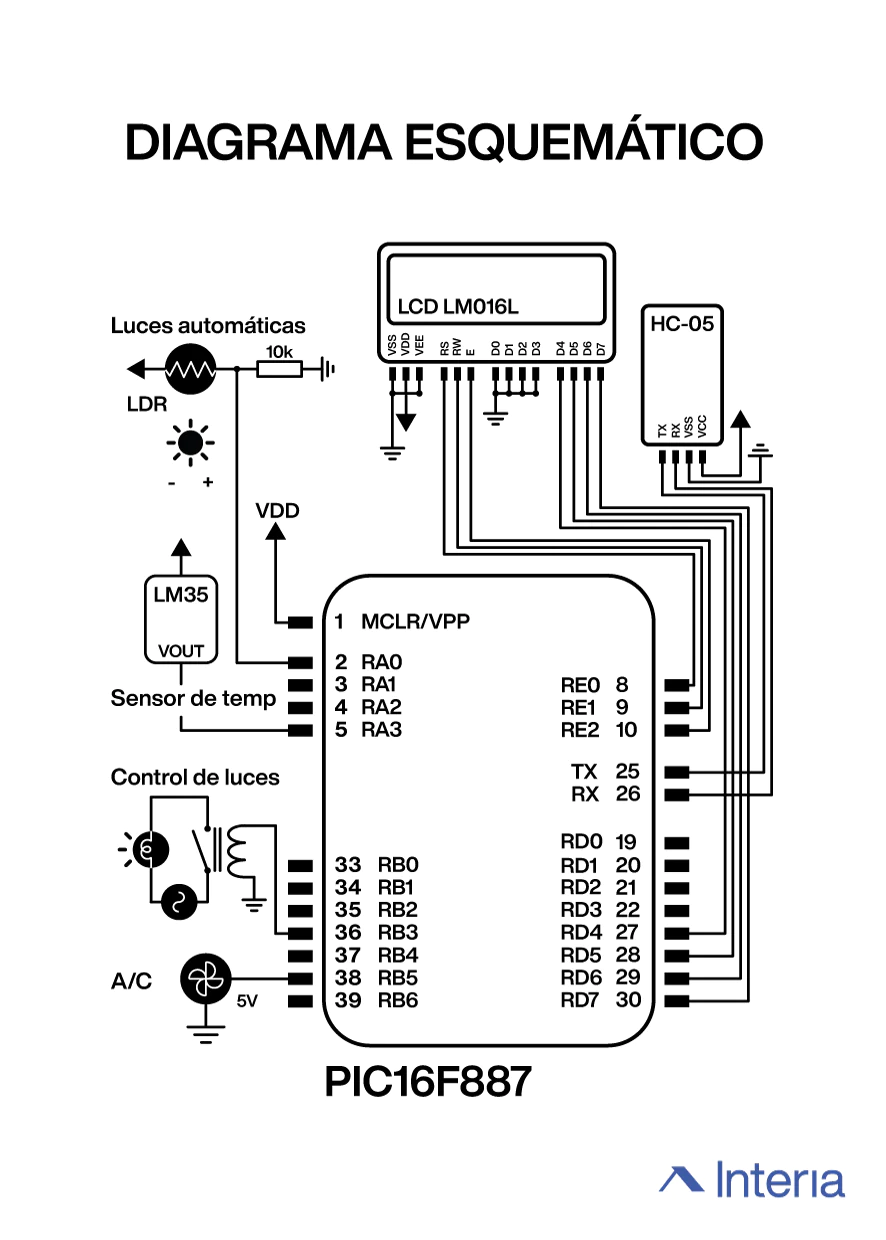 DIAGRAMA ESQUEMÁTICO
LCD LM016L
VSS VDD VEE RS RW E D0 D1 D2 D3 D4 D5 D6 D7
HC-05
TX RX VSS VCC
Luces automáticas
10k
LDR
- +
VDD
LM35
VOUT
Sensor de temp
Control de luces
A/C
5V
1 MCLR/VPP
2 RA0
3 RA1
4 RA2
5 RA3
33 RB0
34 RB1
35 RB2
36 RB3
37 RB4
38 RB5
39 RB6
RE0 8
RE1 9
RE2 10
TX 25
RX 26
RD0 19
RD1 20
RD2 21
RD3 22
RD4 27
RD5 28
RD6 29
RD7 30
PIC16F887
Interia